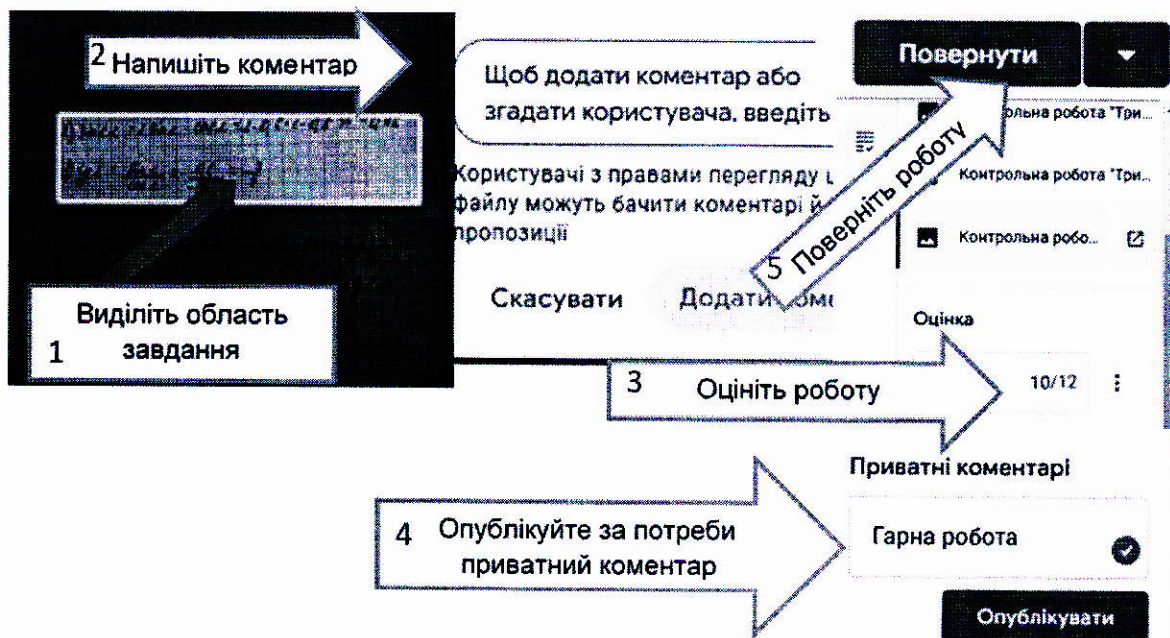 2 Напишіть коментар
Щоб додати коментар або
згадати користувача. введіть
Користувачі з правами перегляду ц
файлу можуть бачити коментарі й
пропозиції
Скасувати
Додати коме
1 Виділіть область
завдання
Повернути
Контрольна робота "Три...
Контрольна робота "Три...
Контрольна робо...
5 Поверніть роботу
Оцінка
10/12
3 Оцініть роботу
Приватні коментарі
Гарна робота
4 Опублікуйте за потреби
приватний коментар
Опублікувати